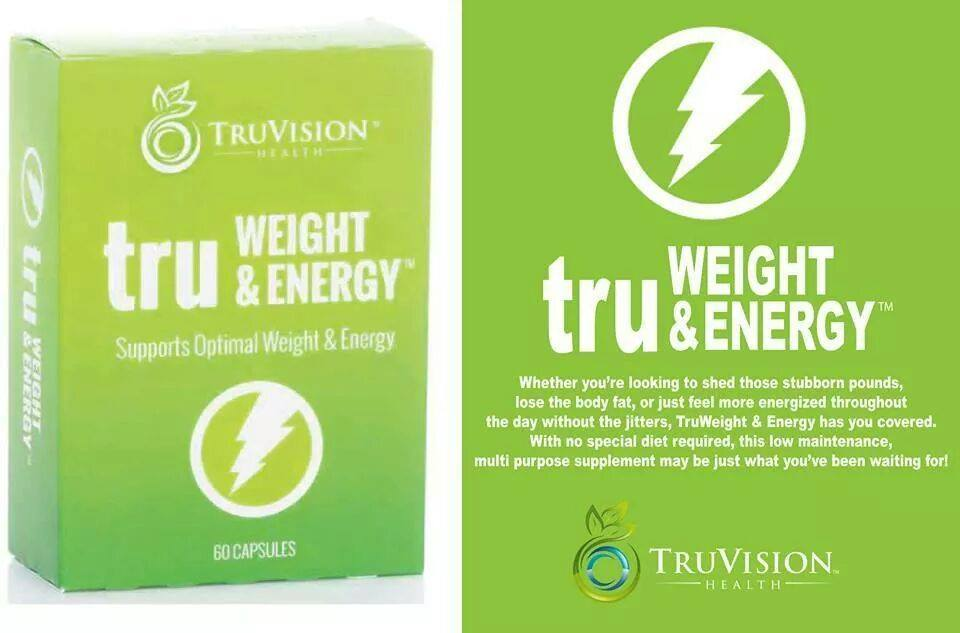 TRUVISION™
HEALTH
tru WEIGHT
& ENERGY™
Supports Optimal Weight & Energy
60 CAPSULES
tru WEIGHT
& ENERGY™
tru WEIGHT
& ENERGY™
Whether you're looking to shed those stubborn pounds,
lose the body fat, or just feel more energized throughout
the day without the jitters, TruWeight & Energy has you covered.
With no special diet required, this low maintenance,
multi purpose supplement may be just what you've been waiting for!
TRUVISION™
HEALTH